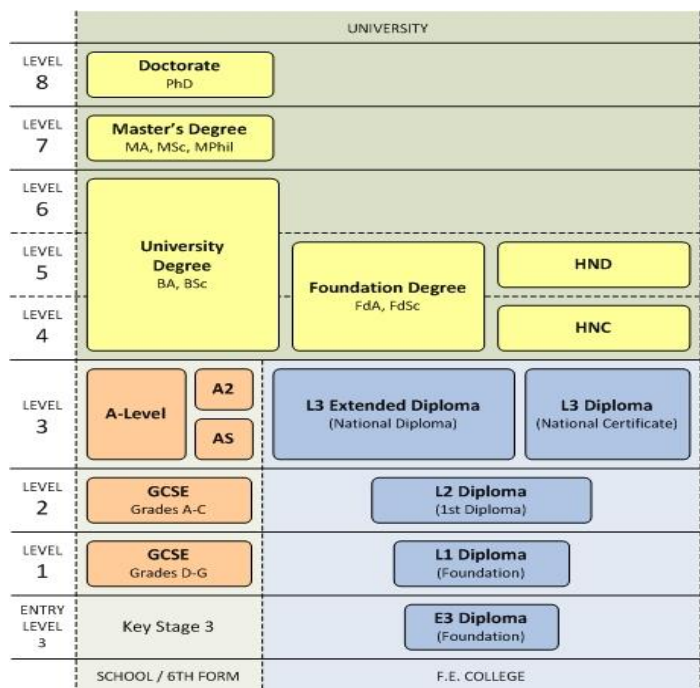 UNIVERSITY
LEVEL
8
Doctorate
PhD
LEVEL
7
Master's Degree
MA, MSc, MPhil
LEVEL
6
University
Degree
BA, BSc
LEVEL
5
Foundation Degree
FdA, FdSc
HND
LEVEL
4
HNC
LEVEL
3
A-Level
A2
AS
L3 Extended Diploma
(National Diploma)
L3 Diploma
(National Certificate)
LEVEL
2
GCSE
Grades A-C
L2 Diploma
(1st Diploma)
LEVEL
1
GCSE
Grades D-G
L1 Diploma
(Foundation)
ENTRY
LEVEL
3
Key Stage 3
E3 Diploma
(Foundation)
SCHOOL / 6TH FORM
F.E. COLLEGE